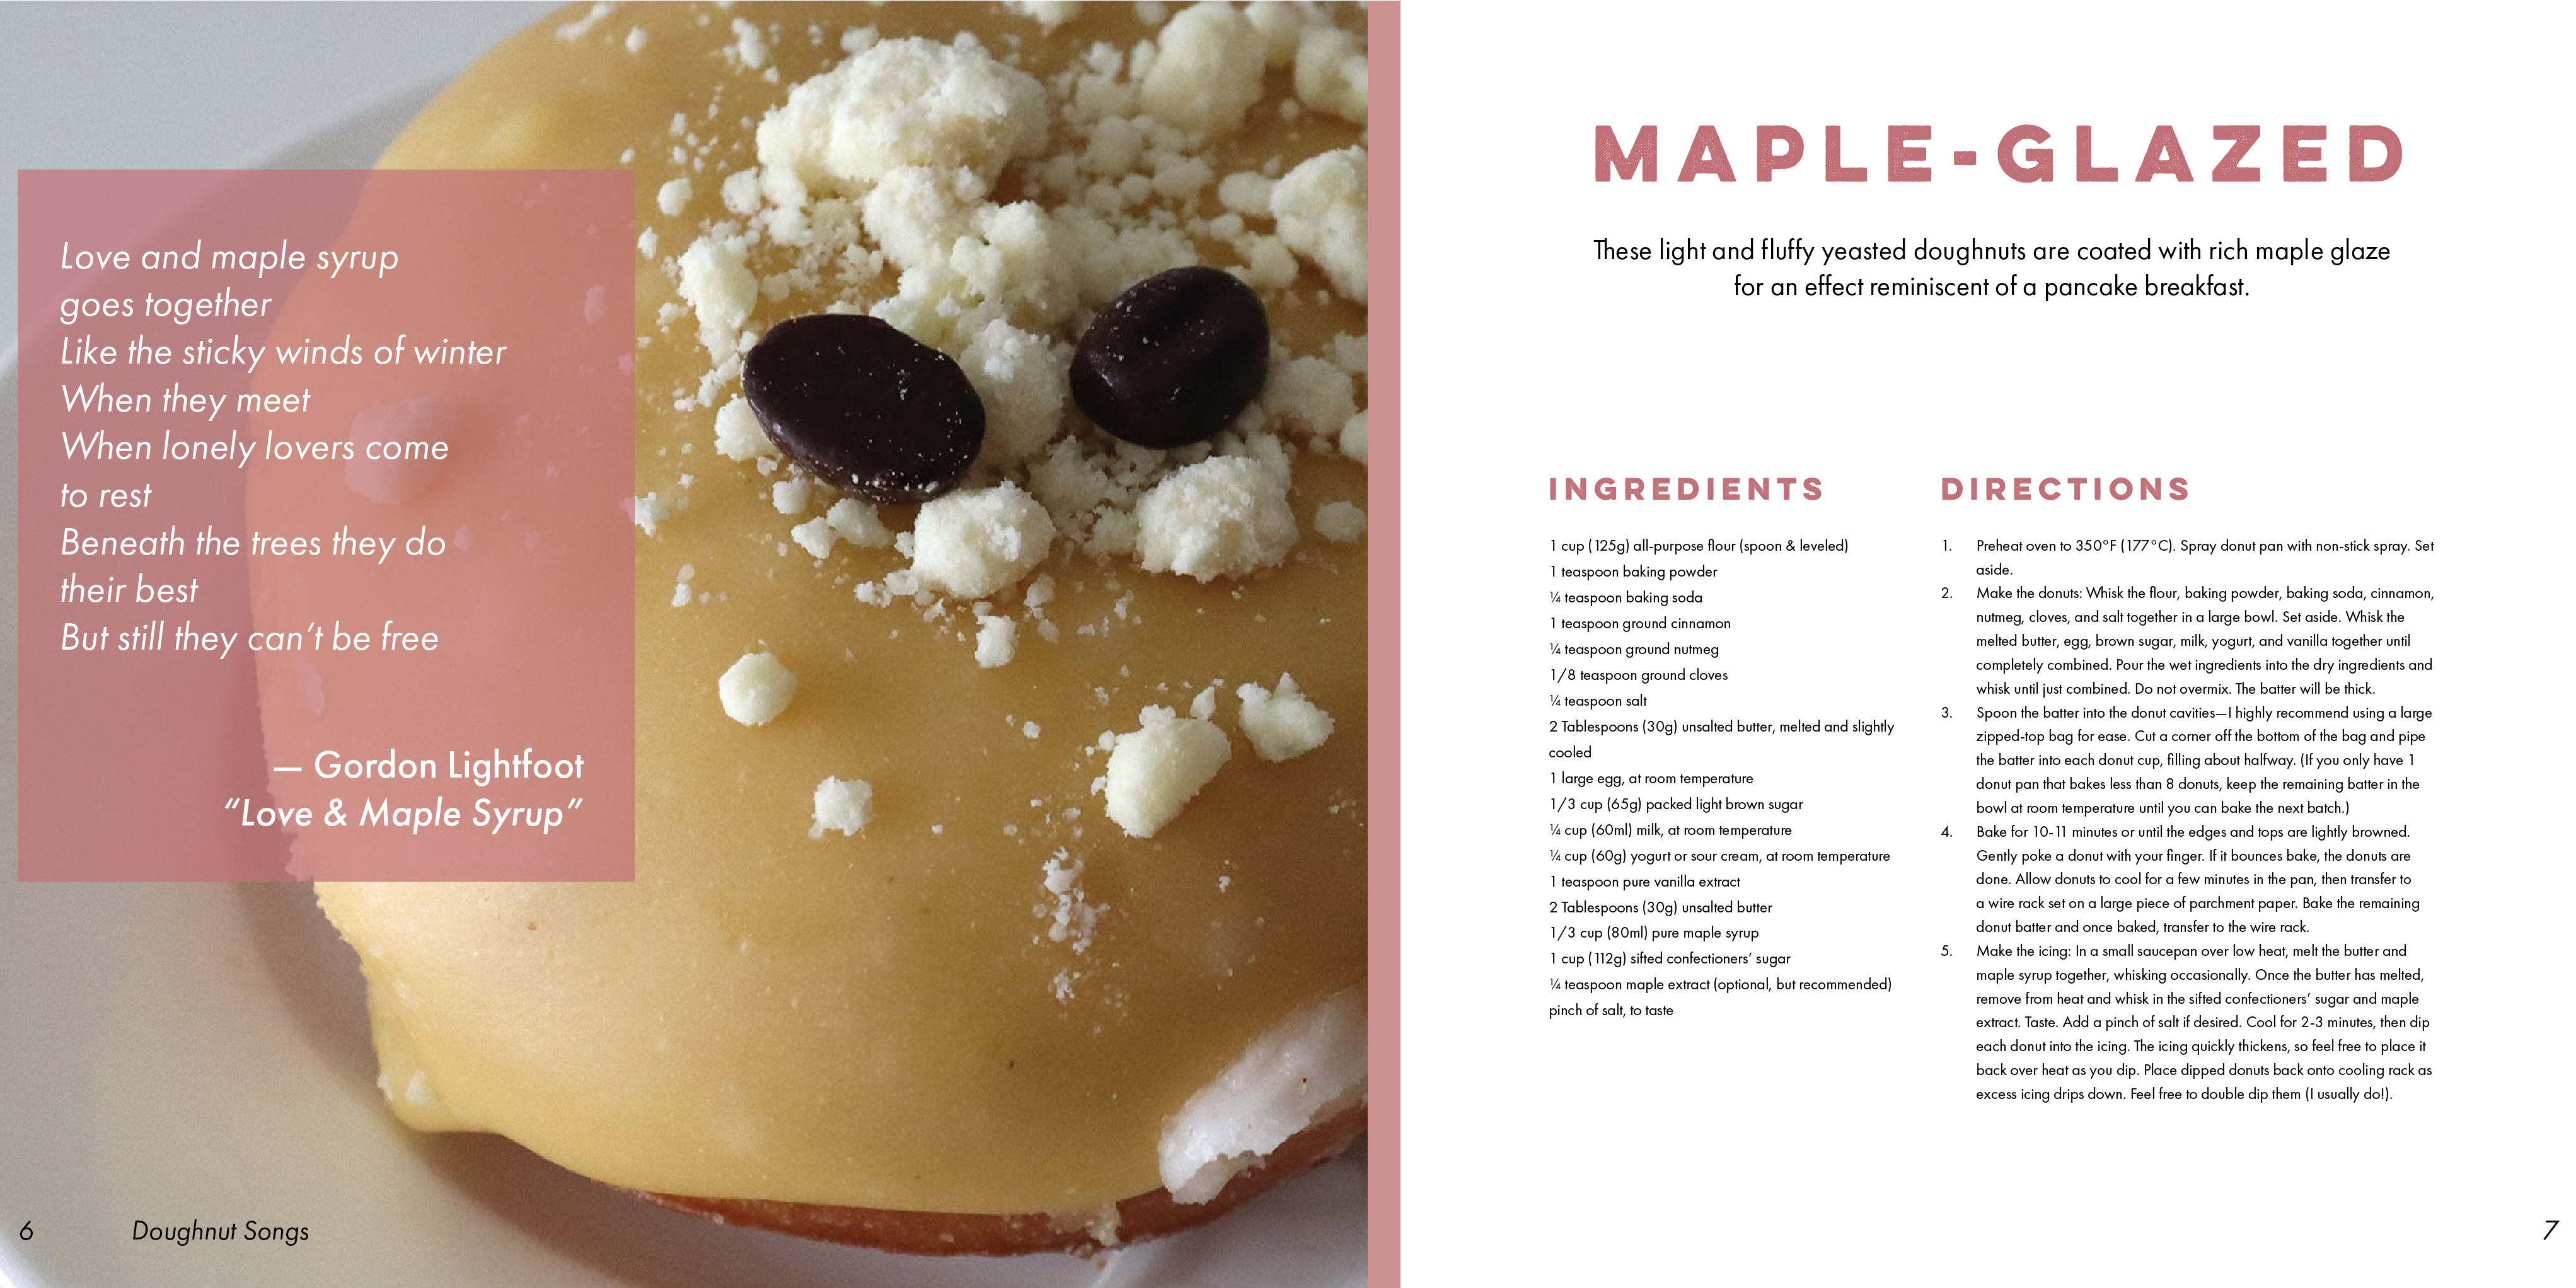 Love and maple syrup
goes together
Like the sticky winds of winter
When they meet
When lonely lovers come
to rest
Beneath the trees they do
their best
But still they can’t be free
— Gordon Lightfoot
“Love & Maple Syrup”
6
Doughnut Songs
MAPLE-GLAZED
These light and fluffy yeasted doughnuts are coated with rich maple glaze
for an effect reminiscent of a pancake breakfast.
INGREDIENTS
1 cup (125g) all-purpose flour (spoon & leveled)
1 teaspoon baking powder
¼ teaspoon baking soda
1 teaspoon ground cinnamon
¼ teaspoon ground nutmeg
1/8 teaspoon ground cloves
¼ teaspoon salt
2 Tablespoons (30g) unsalted butter, melted and slightly
cooled
1 large egg, at room temperature
1/3 cup (65g) packed light brown sugar
¼ cup (60ml) milk, at room temperature
¼ cup (60g) yogurt or sour cream, at room temperature
1 teaspoon pure vanilla extract
2 Tablespoons (30g) unsalted butter
1/3 cup (80ml) pure maple syrup
1 cup (112g) sifted confectioners’ sugar
¼ teaspoon maple extract (optional, but recommended)
pinch of salt, to taste
DIRECTIONS
1. Preheat oven to 350°F (177°C). Spray donut pan with non-stick spray. Set
aside.
2. Make the donuts: Whisk the flour, baking powder, baking soda, cinnamon,
nutmeg, cloves, and salt together in a large bowl. Set aside. Whisk the
melted butter, egg, brown sugar, milk, yogurt, and vanilla together until
completely combined. Pour the wet ingredients into the dry ingredients and
whisk until just combined. Do not overmix. The batter will be thick.
3. Spoon the batter into the donut cavities—I highly recommend using a large
zipped-top bag for ease. Cut a corner off the bottom of the bag and pipe
the batter into each donut cup, filling about halfway. (If you only have 1
donut pan that bakes less than 8 donuts, keep the remaining batter in the
bowl at room temperature until you can bake the next batch.)
4. Bake for 10-11 minutes or until the edges and tops are lightly browned.
Gently poke a donut with your finger. If it bounces bake, the donuts are
done. Allow donuts to cool for a few minutes in the pan, then transfer to
a wire rack set on a large piece of parchment paper. Bake the remaining
donut batter and once baked, transfer to the wire rack.
5. Make the icing: In a small saucepan over low heat, melt the butter and
maple syrup together, whisking occasionally. Once the butter has melted,
remove from heat and whisk in the sifted confectioners’ sugar and maple
extract. Taste. Add a pinch of salt if desired. Cool for 2-3 minutes, then dip
each donut into the icing. The icing quickly thickens, so feel free to place it
back over heat as you dip. Place dipped donuts back onto cooling rack as
excess icing drips down. Feel free to double dip them (I usually do!).
7